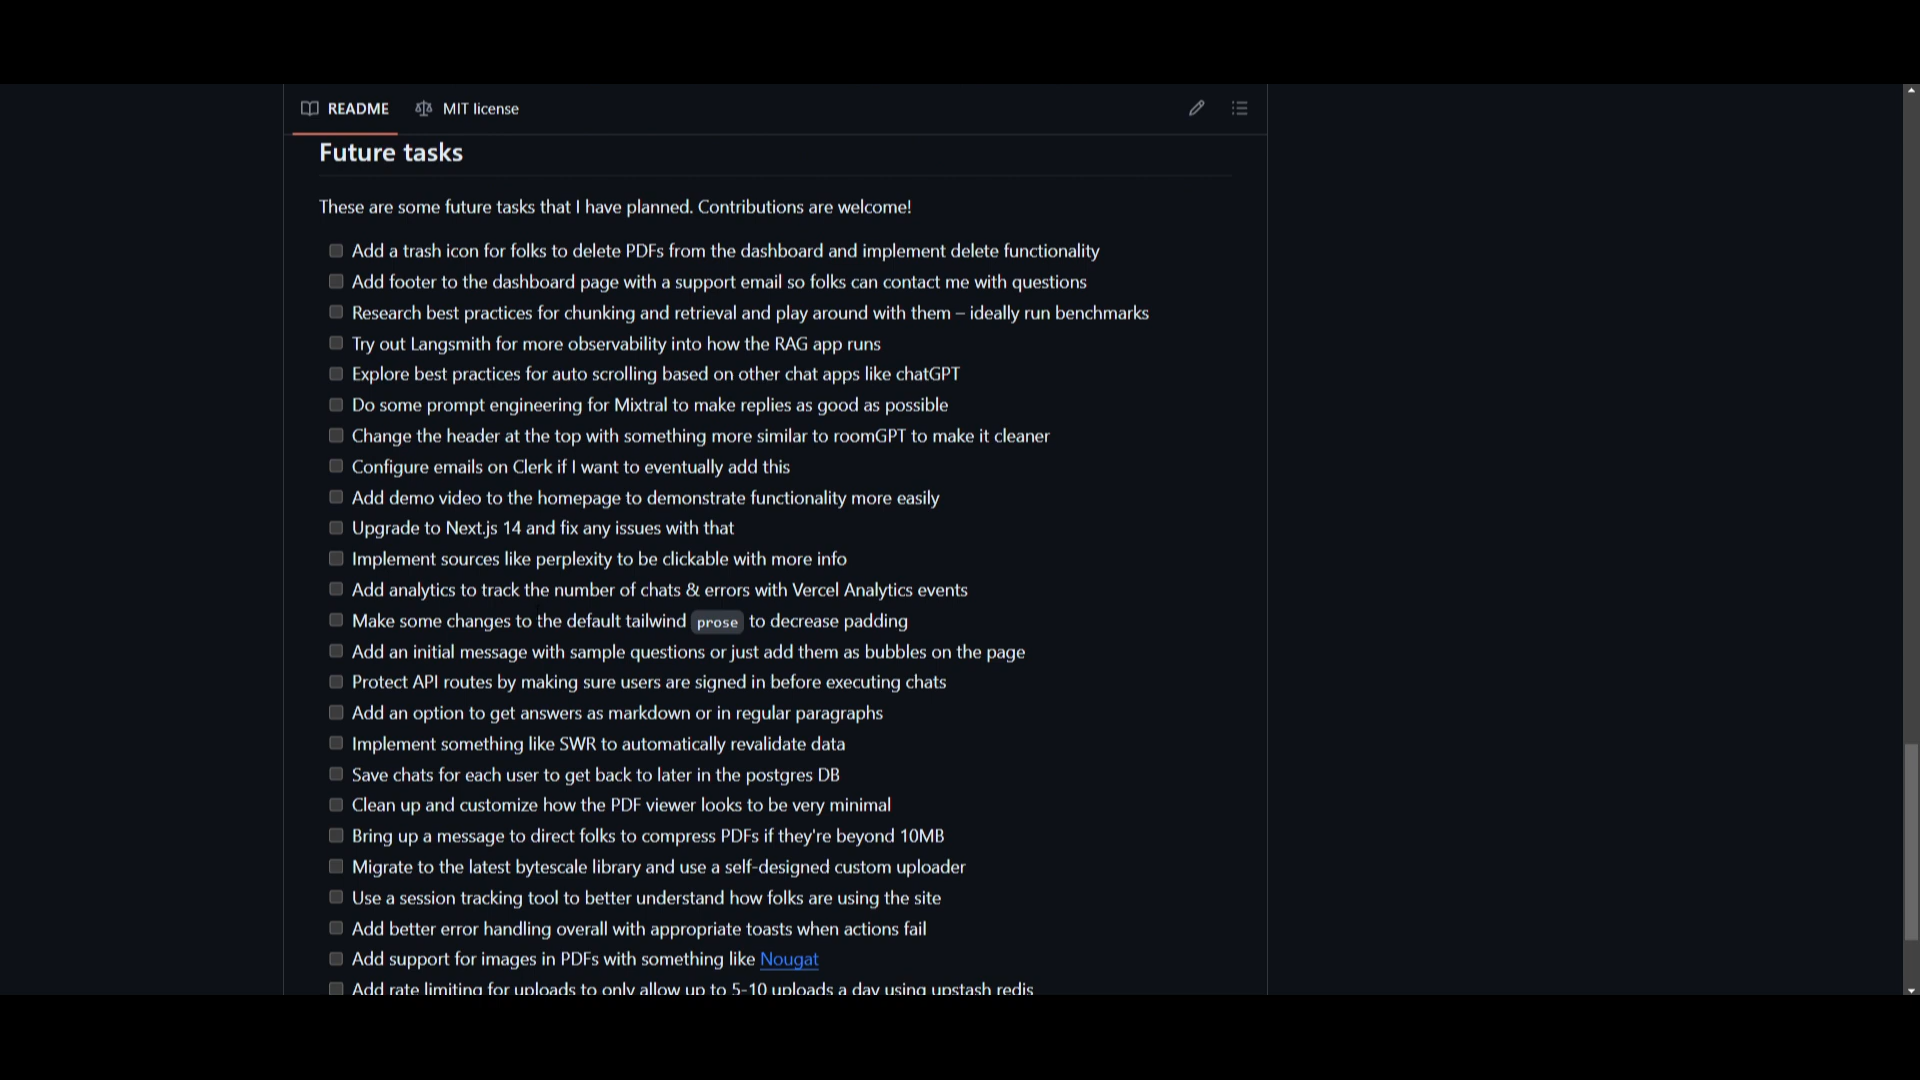 README
MIT license
Future tasks
These are some future tasks that I have planned. Contributions are welcome!
Add a trash icon for folks to delete PDFs from the dashboard and implement delete functionality
Add footer to the dashboard page with a support email so folks can contact me with questions
Research best practices for chunking and retrieval and play around with them – ideally run benchmarks
Try out Langsmith for more observability into how the RAG app runs
Explore best practices for auto scrolling based on other chat apps like chatGPT
Do some prompt engineering for Mixtral to make replies as good as possible
Change the header at the top with something more similar to roomGPT to make it cleaner
Configure emails on Clerk if I want to eventually add this
Add demo video to the homepage to demonstrate functionality more easily
Upgrade to Next.js 14 and fix any issues with that
Implement sources like perplexity to be clickable with more info
Add analytics to track the number of chats & errors with Vercel Analytics events
Make some changes to the default tailwind prose to decrease padding
Add an initial message with sample questions or just add them as bubbles on the page
Protect API routes by making sure users are signed in before executing chats
Add an option to get answers as markdown or in regular paragraphs
Implement something like SWR to automatically revalidate data
Save chats for each user to get back to later in the postgres DB
Clean up and customize how the PDF viewer looks to be very minimal
Bring up a message to direct folks to compress PDFs if they're beyond 10MB
Migrate to the latest bytescale library and use a self-designed custom uploader
Use a session tracking tool to better understand how folks are using the site
Add better error handling overall with appropriate toasts when actions fail
Add support for images in PDFs with something like Nougat
Add rate limiting for uploads to only allow up to 5-10 uploads a day using upstash redis